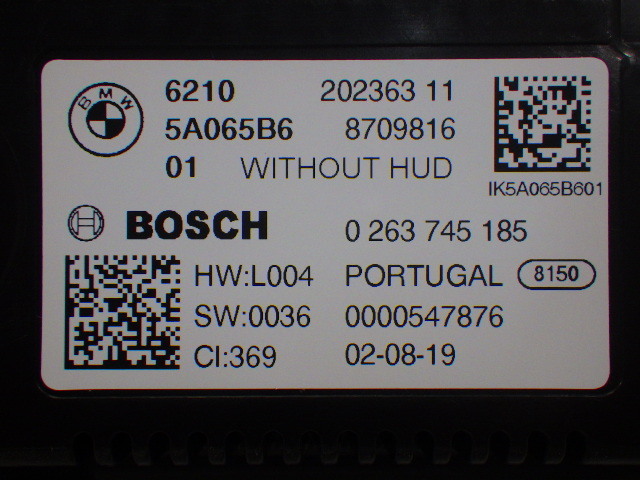 BMW
6210 202363 11
5A065B6 8709816
01 WITHOUT HUD
IK5A065B601
BOSCH 0 263 745 185
HW:L004 PORTUGAL 8150
SW:0036 0000547876
CI:369 02-08-19